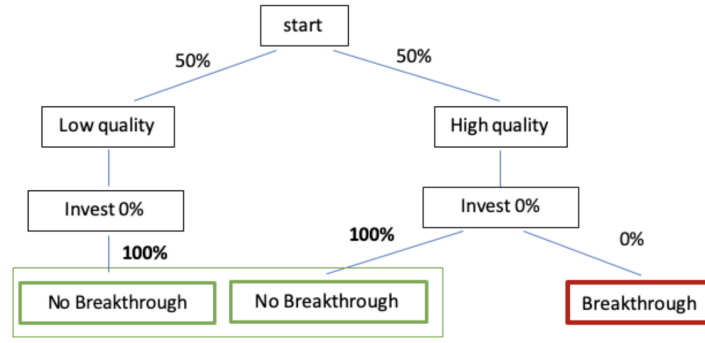 start
50%
50%
Low quality
High quality
Invest 0%
Invest 0%
100%
100%
0%
No Breakthrough
No Breakthrough
Breakthrough